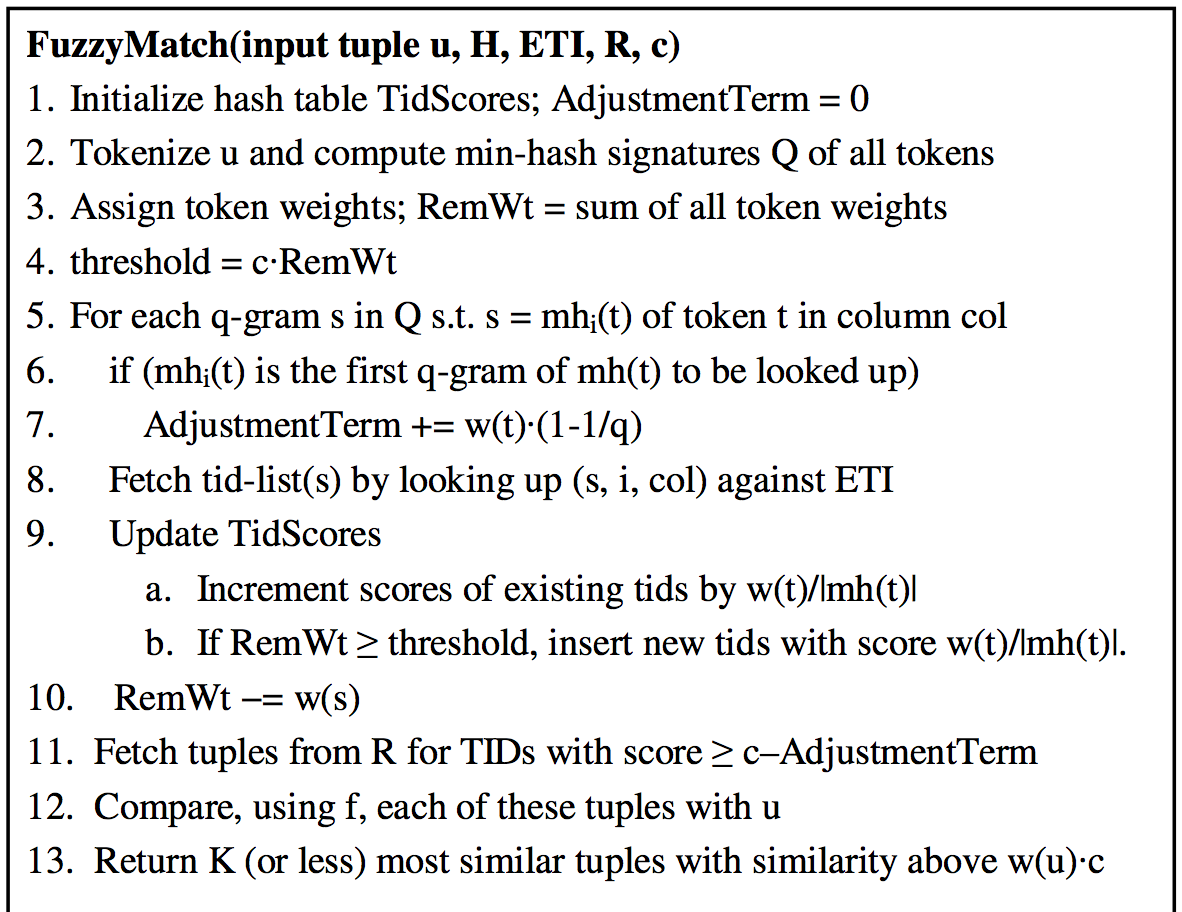 FuzzyMatch(input tuple u, H, ETI, R, c)
1. Initialize hash table TidScores; AdjustmentTerm = 0
2. Tokenize u and compute min-hash signatures Q of all tokens
3. Assign token weights; RemWt = sum of all token weights
4. threshold = c·RemWt
5. For each q-gram s in Q s.t. s = mhᵢ(t) of token t in column col
6. if (mhᵢ(t) is the first q-gram of mh(t) to be looked up)
7. AdjustmentTerm += w(t)·(1-1/q)
8. Fetch tid-list(s) by looking up (s, i, col) against ETI
9. Update TidScores
a. Increment scores of existing tids by w(t)/|mh(t)|
b. If RemWt ≥ threshold, insert new tids with score w(t)/|mh(t)|.
10. RemWt –= w(s)
11. Fetch tuples from R for TIDs with score ≥ c–AdjustmentTerm
12. Compare, using f, each of these tuples with u
13. Return K (or less) most similar tuples with similarity above w(u)·c